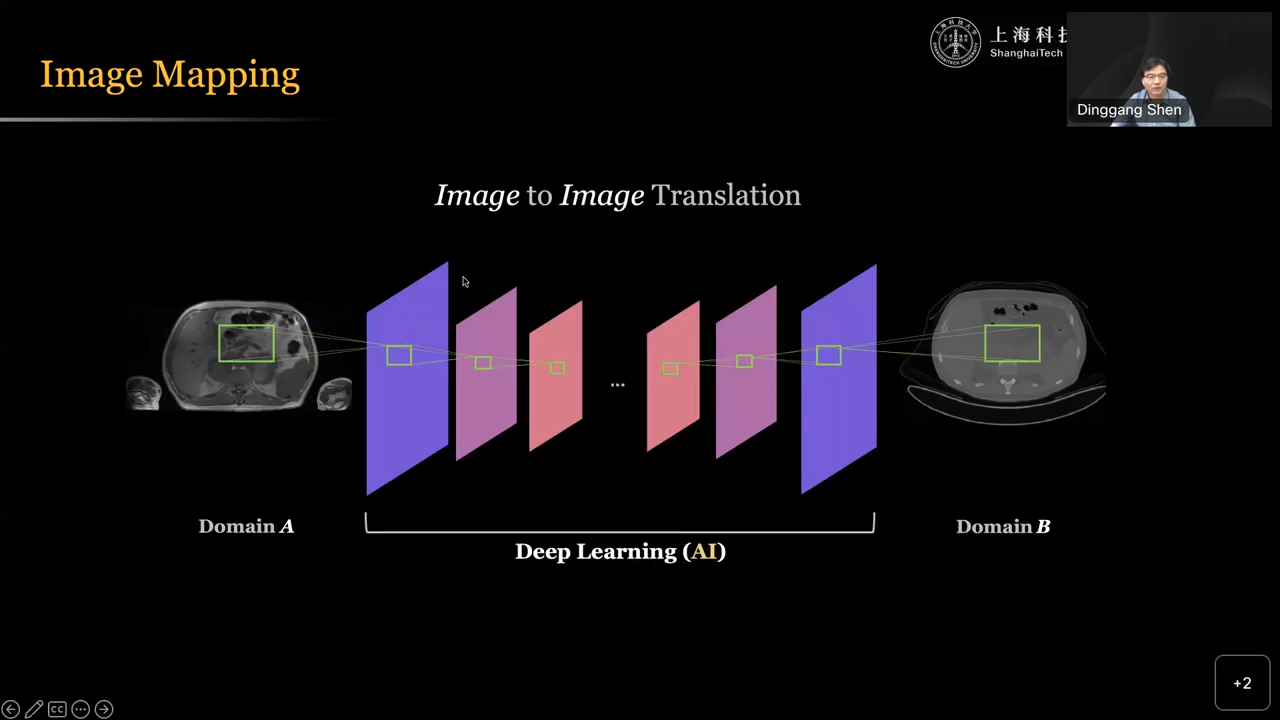 Image Mapping
上海科技
ShanghaiTech
Dinggang Shen
Image to Image Translation
...
Domain A
Domain B
Deep Learning (AI)
CC
+2